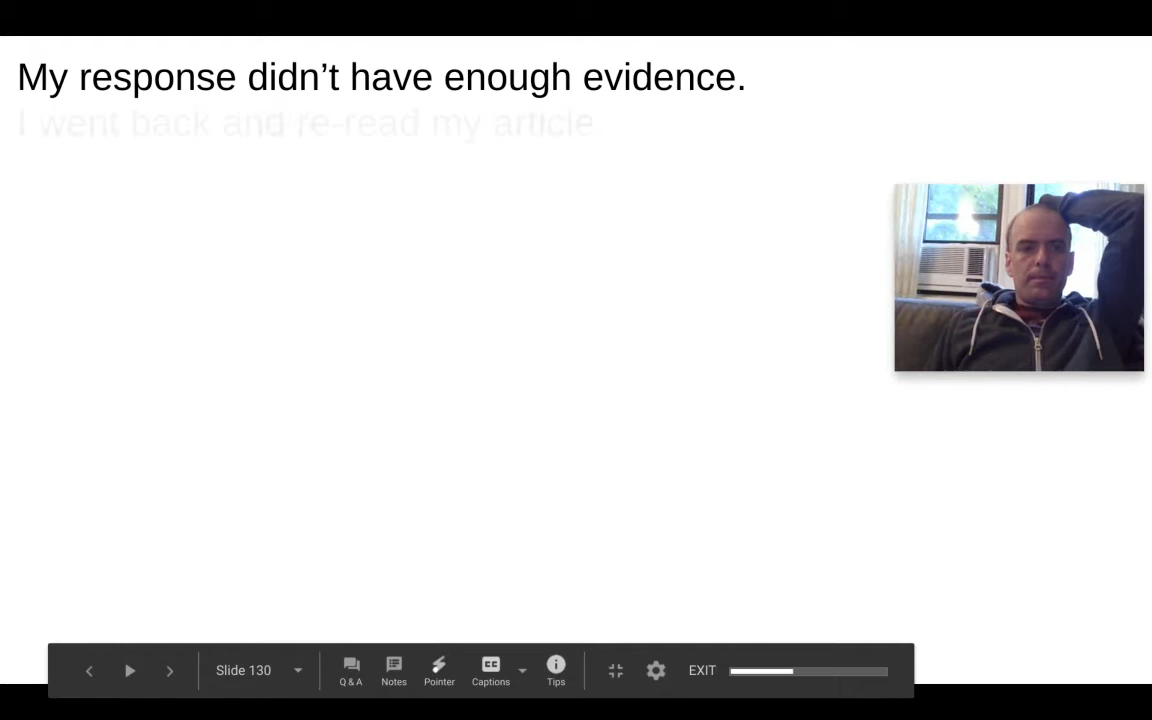 My response didn’t have enough evidence.
I went back and re-read my article.
Slide 130
Q & A
Notes
Pointer
CC
Captions
Tips
EXIT